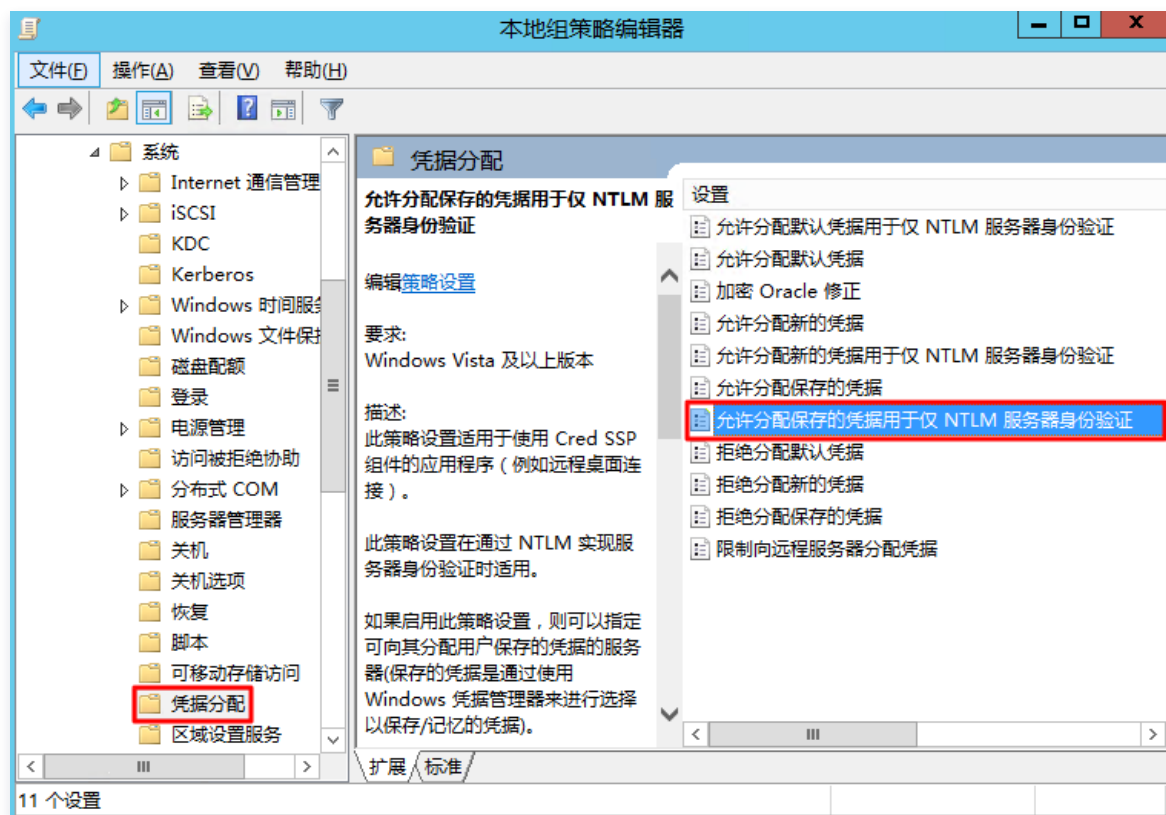 本地组策略编辑器
文件(F) 操作(A) 查看(V) 帮助(H)
系统
Internet 通信管理
iSCSI
KDC
Kerberos
Windows 时间服务
Windows 文件保护
磁盘配额
登录
电源管理
访问被拒绝协助
分布式 COM
服务器管理器
关机
关机选项
恢复
脚本
可移动存储访问
凭据分配
区域设置服务
凭据分配
允许分配保存的凭据用于仅 NTLM 服
务器身份验证
编辑策略设置
要求:
Windows Vista 及以上版本
描述:
此策略设置适用于使用 Cred SSP
组件的应用程序（例如远程桌面连
接）。
此策略设置在通过 NTLM 实现服
务器身份验证时适用。
如果启用此策略设置，则可以指定
可向其分配用户保存的凭据的服务
器(保存的凭据是通过使用
Windows 凭据管理器来进行选择
以保存/记忆的凭据)。
设置
允许分配默认凭据用于仅 NTLM 服务器身份验证
允许分配默认凭据
加密 Oracle 修正
允许分配新的凭据
允许分配新的凭据用于仅 NTLM 服务器身份验证
允许分配保存的凭据
允许分配保存的凭据用于仅 NTLM 服务器身份验证
拒绝分配默认凭据
拒绝分配新的凭据
拒绝分配保存的凭据
限制向远程服务器分配凭据
扩展 标准
11 个设置